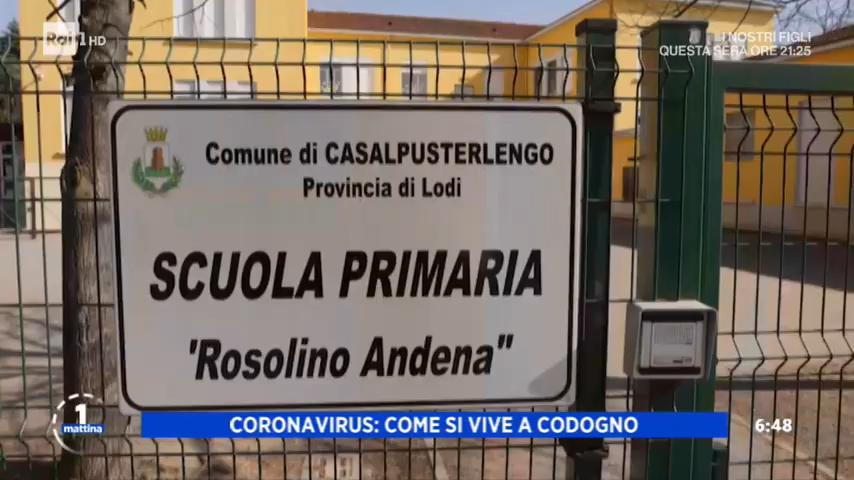 Rai 1 HD
I NOSTRI FIGLI
QUESTA SERA ORE 21:25
Comune di CASALPUSTERLENGO
Provincia di Lodi
SCUOLA PRIMARIA
'Rosolino Andena"
1
mattina
CORONAVIRUS: COME SI VIVE A CODOGNO
6:48